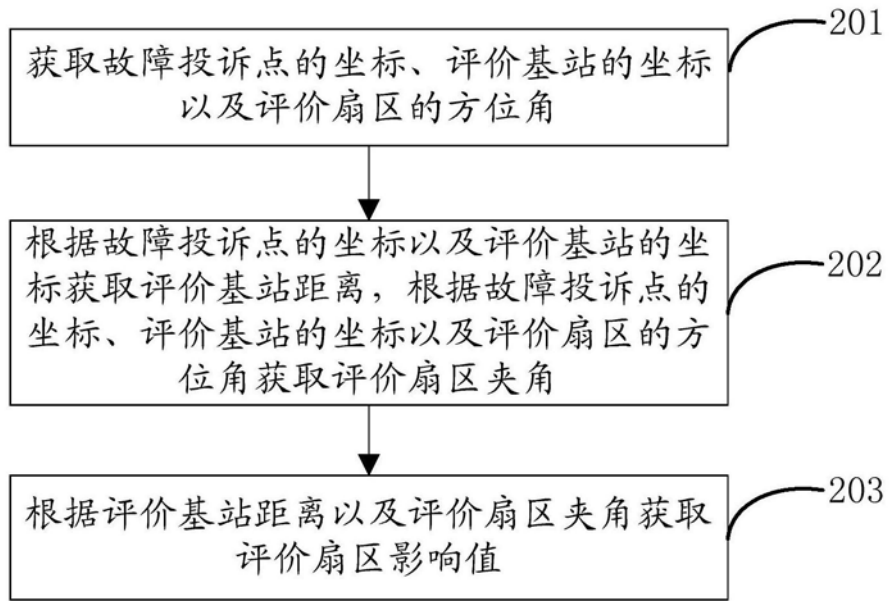 201
获取故障投诉点的坐标、评价基站的坐标
以及评价扇区的方位角
根据故障投诉点的坐标以及评价基站的坐
标获取评价基站距离，根据故障投诉点的
坐标、评价基站的坐标以及评价扇区的方
位角获取评价扇区夹角
202
根据评价基站距离以及评价扇区夹角获取
评价扇区影响值
203